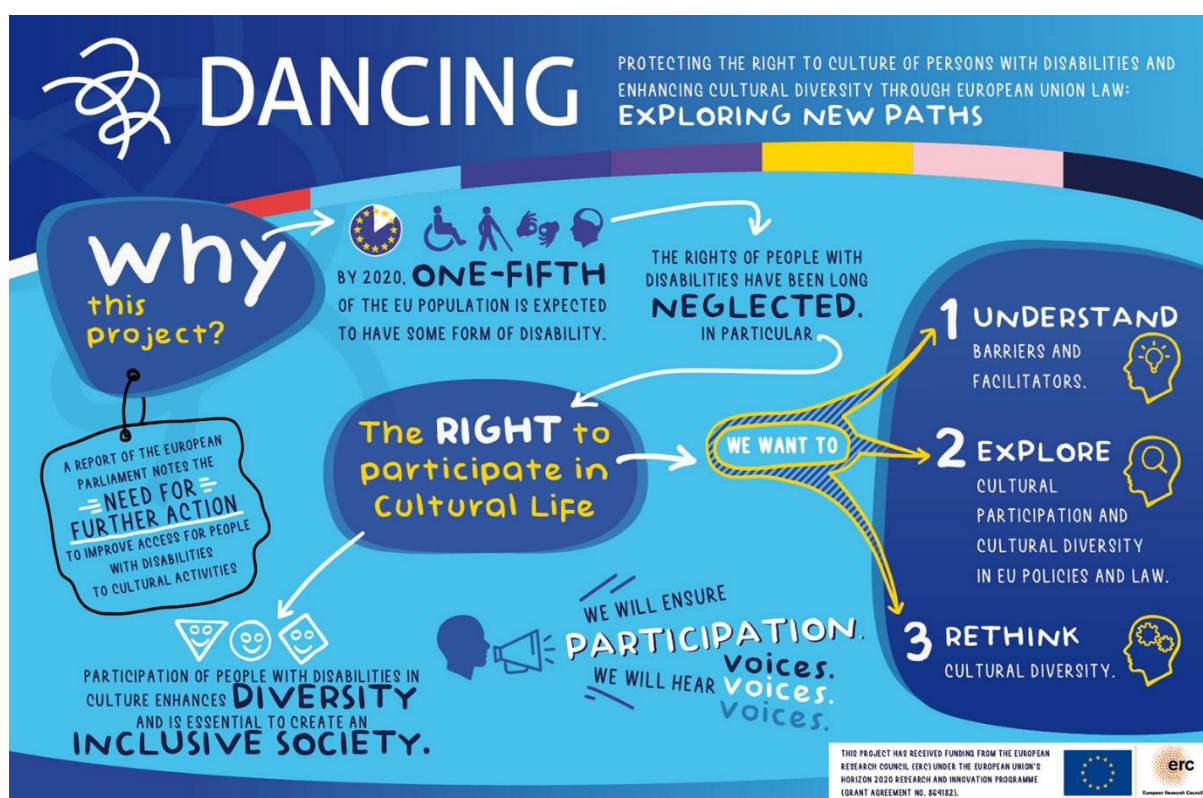 DANCING
PROTECTING THE RIGHT TO CULTURE OF PERSONS WITH DISABILITIES AND
ENHANCING CULTURAL DIVERSITY THROUGH EUROPEAN UNION LAW:
EXPLORING NEW PATHS
Why
this
project?
BY 2020, ONE-FIFTH
OF THE EU POPULATION IS EXPECTED
TO HAVE SOME FORM OF DISABILITY.
THE RIGHTS OF PEOPLE WITH
DISABILITIES HAVE BEEN LONG
NEGLECTED.
IN PARTICULAR
A REPORT OF THE EUROPEAN
PARLIAMENT NOTES THE
NEED FOR
FURTHER ACTION
TO IMPROVE ACCESS FOR PEOPLE
WITH DISABILITIES
TO CULTURAL ACTIVITIES
The RIGHT to
participate in
Cultural Life
WE WANT TO
1 UNDERSTAND
BARRIERS AND
FACILITATORS.
2 EXPLORE
CULTURAL
PARTICIPATION AND
CULTURAL DIVERSITY
IN EU POLICIES AND LAW.
3 RETHINK
CULTURAL DIVERSITY.
PARTICIPATION OF PEOPLE WITH DISABILITIES IN
CULTURE ENHANCES DIVERSITY
AND IS ESSENTIAL TO CREATE AN
INCLUSIVE SOCIETY.
WE WILL ENSURE
PARTICIPATION.
WE WILL HEAR voices.
voices.
voices.
THIS PROJECT HAS RECEIVED FUNDING FROM THE EUROPEAN
RESEARCH COUNCIL (ERC) UNDER THE EUROPEAN UNION'S
HORIZON 2020 RESEARCH AND INNOVATION PROGRAMME
(GRANT AGREEMENT NO. 864182).
erc
European Research Council